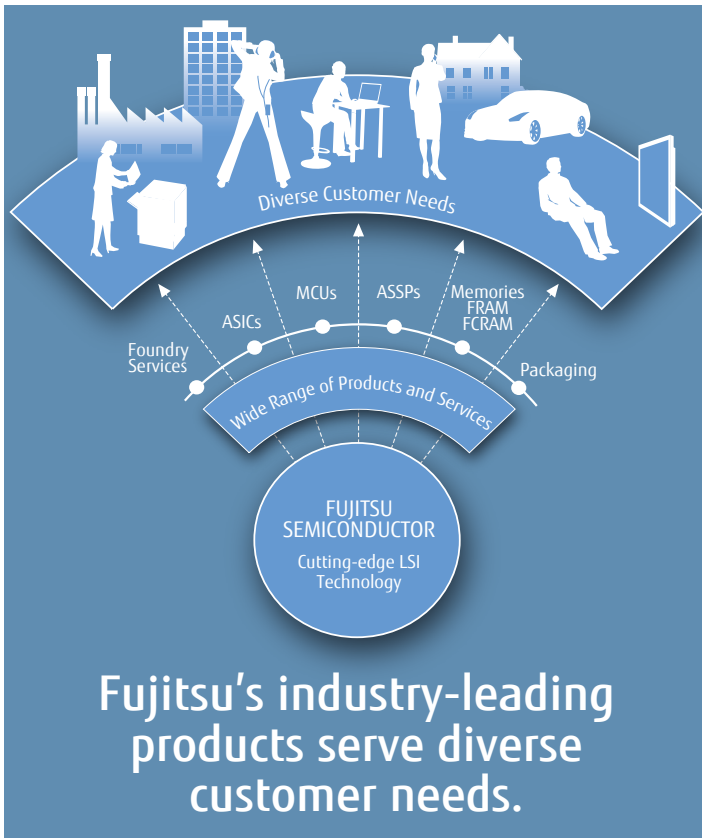 Diverse Customer Needs
Foundry
Services
ASICs
MCUs
ASSPs
Memories
FRAM
FCRAM
Packaging
Wide Range of Products and Services
FUJITSU
SEMICONDUCTOR
Cutting-edge LSI
Technology
Fujitsu’s industry-leading
products serve diverse
customer needs.